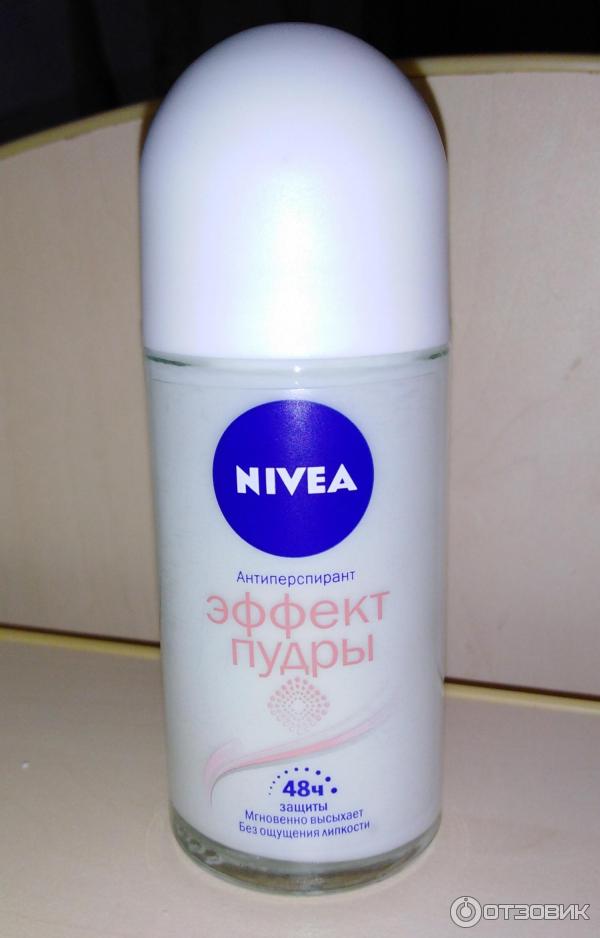 NIVEA
Антиперспирант
эффект
пудры
48ч
защиты
Мгновенно высыхает
Без ощущения липкости
ОТЗОВИК